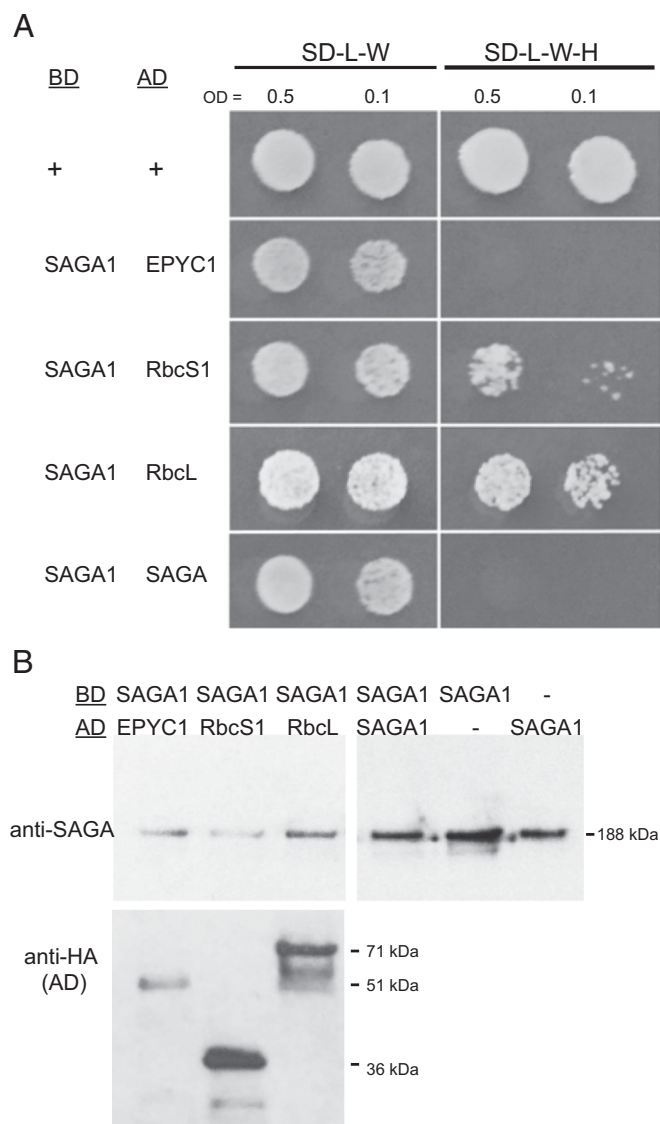 A
SD-L-W SD-L-W-H
BD AD
OD = 0.5 0.1 0.5 0.1
+ +
SAGA1 EPYC1
SAGA1 RbcS1
SAGA1 RbcL
SAGA1 SAGA
B
BD SAGA1 SAGA1 SAGA1 SAGA1 SAGA1 -
AD EPYC1 RbcS1 RbcL SAGA1 - SAGA1
anti-SAGA
188 kDa
anti-HA
(AD)
71 kDa
51 kDa
36 kDa